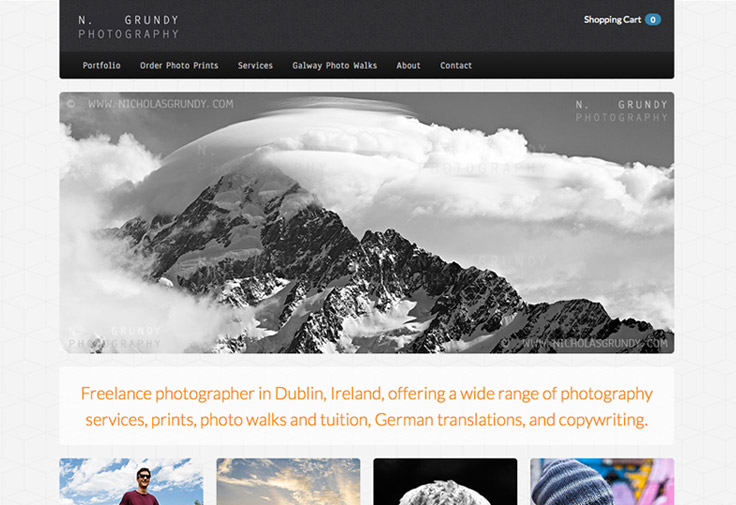 N. GRUNDY
PHOTOGRAPHY
Shopping Cart 0
Portfolio Order Photo Prints Services Galway Photo Walks About Contact
© WWW.NICHOLASGRUNDY.COM
N. GRUNDY
PHOTOGRAPHY
N. GRUNDY
PHOTOGRAPHY
© WWW.NICHOLASGRUNDY.COM
Freelance photographer in Dublin, Ireland, offering a wide range of photography
services, prints, photo walks and tuition, German translations, and copywriting.